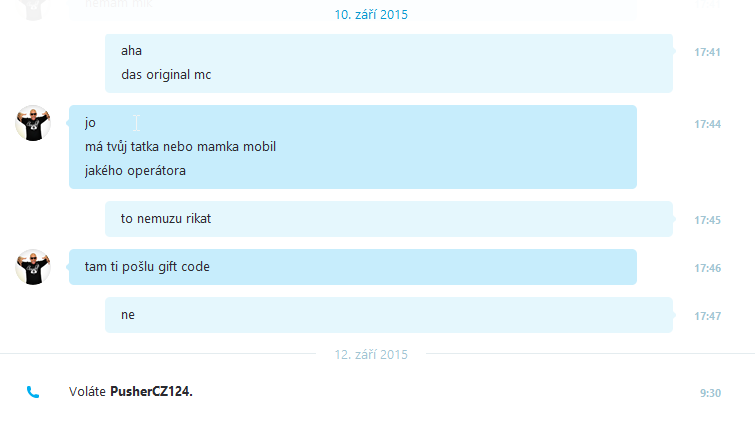 nemám mik
10. září 2015
aha
17:41
das original mc
jo
17:44
má tvůj tatka nebo mamka mobil
jakého operátora
to nemuzu rikat
17:45
tam ti pošlu gift code
17:46
ne
17:47
12. září 2015
Voláte PusherCZ124.
9:30